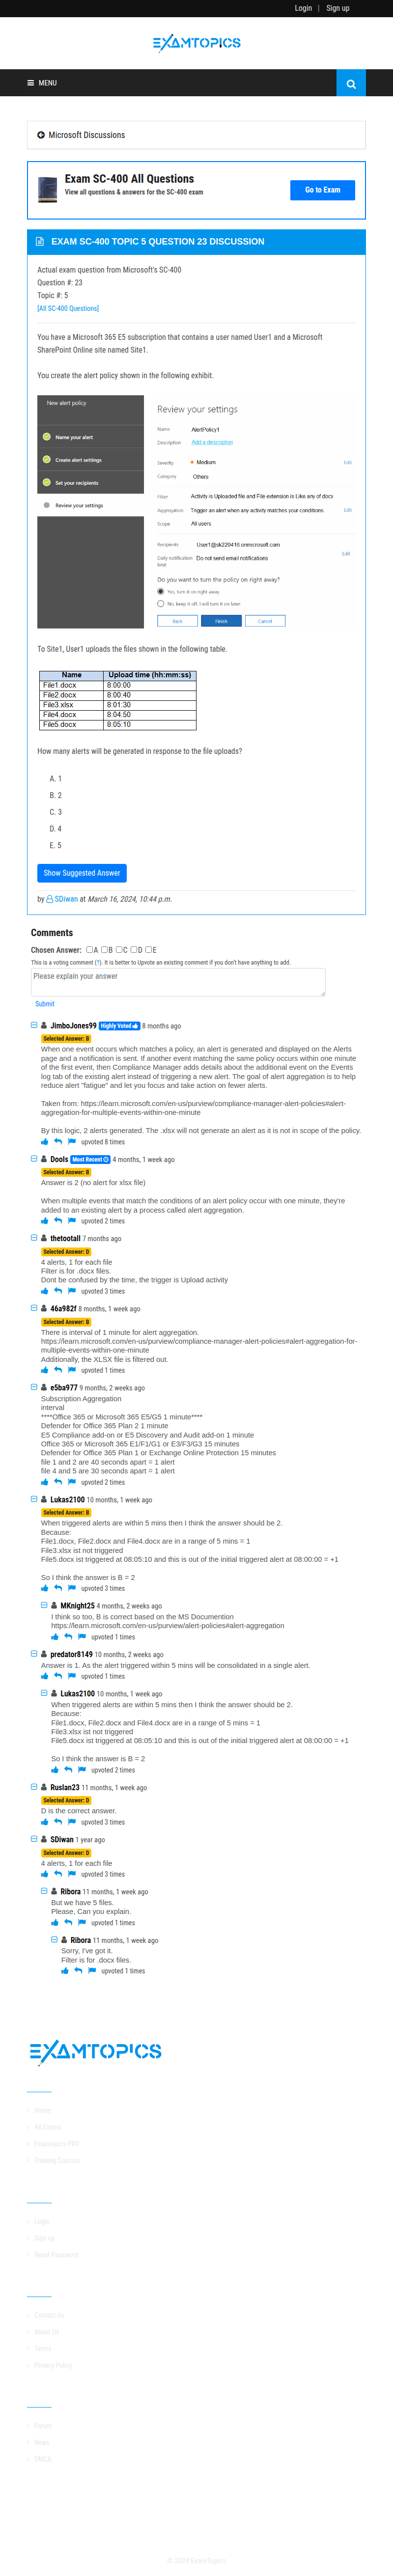 Login | Sign up
EXAMTOPICS
MENU
Microsoft Discussions
Exam SC-400 All Questions
View all questions & answers for the SC-400 exam
Go to Exam
EXAM SC-400 TOPIC 5 QUESTION 23 DISCUSSION
Actual exam question from Microsoft's SC-400
Question #: 23
Topic #: 5
[All SC-400 Questions]
You have a Microsoft 365 E5 subscription that contains a user named User1 and a Microsoft
SharePoint Online site named Site1.
You create the alert policy shown in the following exhibit.
New alert policy
Name your alert
Create alert settings
Set your recipients
Review your settings
Review your settings
Name AlertPolicy1
Description Add a description
Severity Medium Edit
Category Others
Filter Activity is Uploaded file and File extension is Like any of docx
Aggregation Trigger an alert when any activity matches your conditions. Edit
Scope All users
Recipients User1@sk229416.onmicrosoft.com
Daily notification limit Do not send email notifications Edit
Do you want to turn the policy on right away?
Yes, turn it on right away.
No, keep it off. I will turn it on later.
Back Finish Cancel
To Site1, User1 uploads the files shown in the following table.
Name Upload time (hh:mm:ss)
File1.docx 8:00:00
File2.docx 8:00:40
File3.xlsx 8:01:30
File4.docx 8:04:50
File5.docx 8:05:10
How many alerts will be generated in response to the file uploads?
A. 1
B. 2
C. 3
D. 4
E. 5
Show Suggested Answer
by SDiwan at March 16, 2024, 10:44 p.m.
Comments
Chosen Answer: A B C D E
This is a voting comment (?). It is better to Upvote an existing comment if you don't have anything to add.
Please explain your answer
Submit
JimboJones99 Highly Voted 8 months ago
Selected Answer: B
When one event occurs which matches a policy, an alert is generated and displayed on the Alerts
page and a notification is sent. If another event matching the same policy occurs within one minute
of the first event, then Compliance Manager adds details about the additional event on the Events
log tab of the existing alert instead of triggering a new alert. The goal of alert aggregation is to help
reduce alert "fatigue" and let you focus and take action on fewer alerts.
Taken from: https://learn.microsoft.com/en-us/purview/compliance-manager-alert-policies#alert-
aggregation-for-multiple-events-within-one-minute
By this logic, 2 alerts generated. The .xlsx will not generate an alert as it is not in scope of the policy.
upvoted 8 times
Dools Most Recent 4 months, 1 week ago
Selected Answer: B
Answer is 2 (no alert for xlsx file)
When multiple events that match the conditions of an alert policy occur with one minute, they're
added to an existing alert by a process called alert aggregation.
upvoted 2 times
thetootall 7 months ago
Selected Answer: D
4 alerts, 1 for each file
Filter is for .docx files.
Dont be confused by the time, the trigger is Upload activity
upvoted 3 times
46a982f 8 months, 1 week ago
Selected Answer: B
There is interval of 1 minute for alert aggregation.
https://learn.microsoft.com/en-us/purview/compliance-manager-alert-policies#alert-aggregation-for-
multiple-events-within-one-minute
Additionally, the XLSX file is filtered out.
upvoted 1 times
e5ba977 9 months, 2 weeks ago
Subscription Aggregation
interval
****Office 365 or Microsoft 365 E5/G5 1 minute****
Defender for Office 365 Plan 2 1 minute
E5 Compliance add-on or E5 Discovery and Audit add-on 1 minute
Office 365 or Microsoft 365 E1/F1/G1 or E3/F3/G3 15 minutes
Defender for Office 365 Plan 1 or Exchange Online Protection 15 minutes
file 1 and 2 are 40 seconds apart = 1 alert
file 4 and 5 are 30 seconds apart = 1 alert
upvoted 2 times
Lukas2100 10 months, 1 week ago
Selected Answer: B
When triggered alerts are within 5 mins then I think the answer should be 2.
Because:
File1.docx, File2.docx and File4.docx are in a range of 5 mins = 1
File3.xlsx ist not triggered
File5.docx ist triggered at 08:05:10 and this is out of the initial triggered alert at 08:00:00 = +1
So I think the answer is B = 2
upvoted 3 times
MKnight25 4 months, 2 weeks ago
I think so too, B is correct based on the MS Documention
https://learn.microsoft.com/en-us/purview/alert-policies#alert-aggregation
upvoted 1 times
predator8149 10 months, 2 weeks ago
Answer is 1. As the alert triggered within 5 mins will be consolidated in a single alert.
upvoted 1 times
Lukas2100 10 months, 1 week ago
When triggered alerts are within 5 mins then I think the answer should be 2.
Because:
File1.docx, File2.docx and File4.docx are in a range of 5 mins = 1
File3.xlsx ist not triggered
File5.docx ist triggered at 08:05:10 and this is out of the initial triggered alert at 08:00:00 = +1
So I think the answer is B = 2
upvoted 2 times
Ruslan23 11 months, 1 week ago
Selected Answer: D
D is the correct answer.
upvoted 3 times
SDiwan 1 year ago
Selected Answer: D
4 alerts, 1 for each file
upvoted 3 times
Ribora 11 months, 1 week ago
But we have 5 files.
Please, Can you explain.
upvoted 1 times
Ribora 11 months, 1 week ago
Sorry, I've got it.
Filter is for .docx files.
upvoted 1 times
EXAMTOPICS
Home
All Exams
Examtopics PRO
Training Courses
Login
Sign up
Reset Password
Contact Us
About Us
Terms
Privacy Policy
Forum
News
DMCA
© 2024 ExamTopics